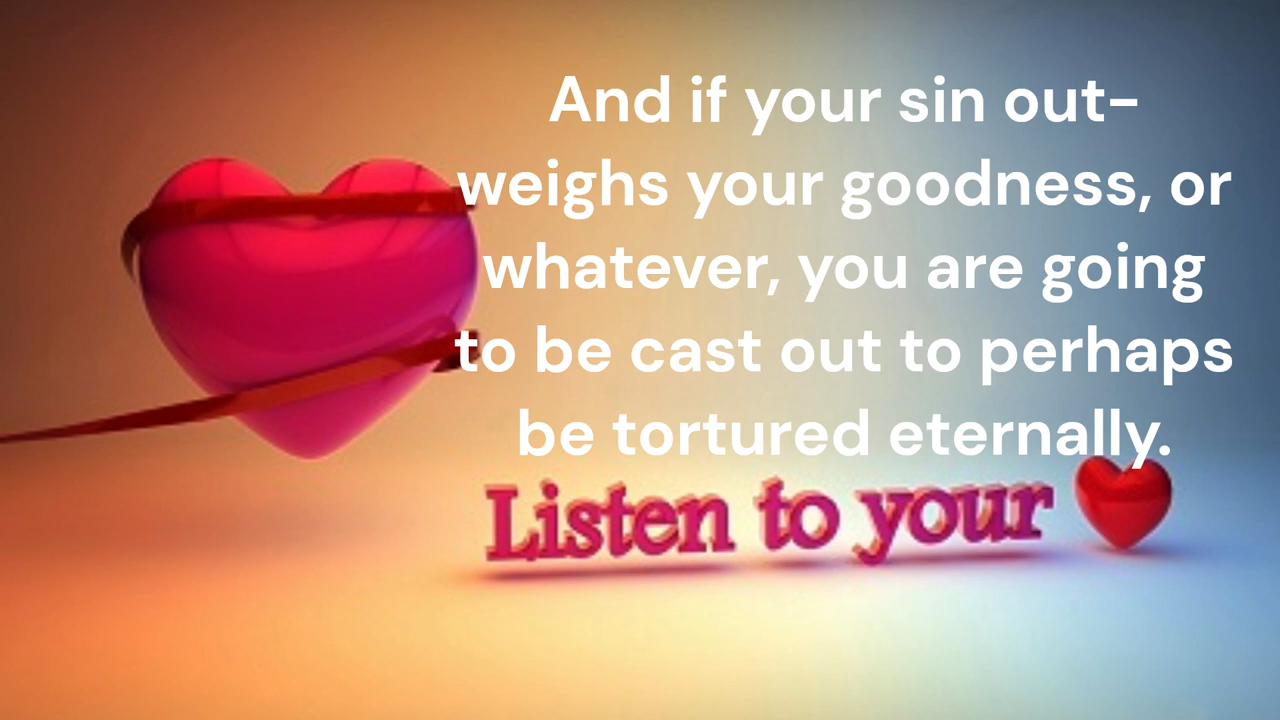 And if your sin out-
weighs your goodness, or
whatever, you are going
to be cast out to perhaps
be tortured eternally.
Listen to your